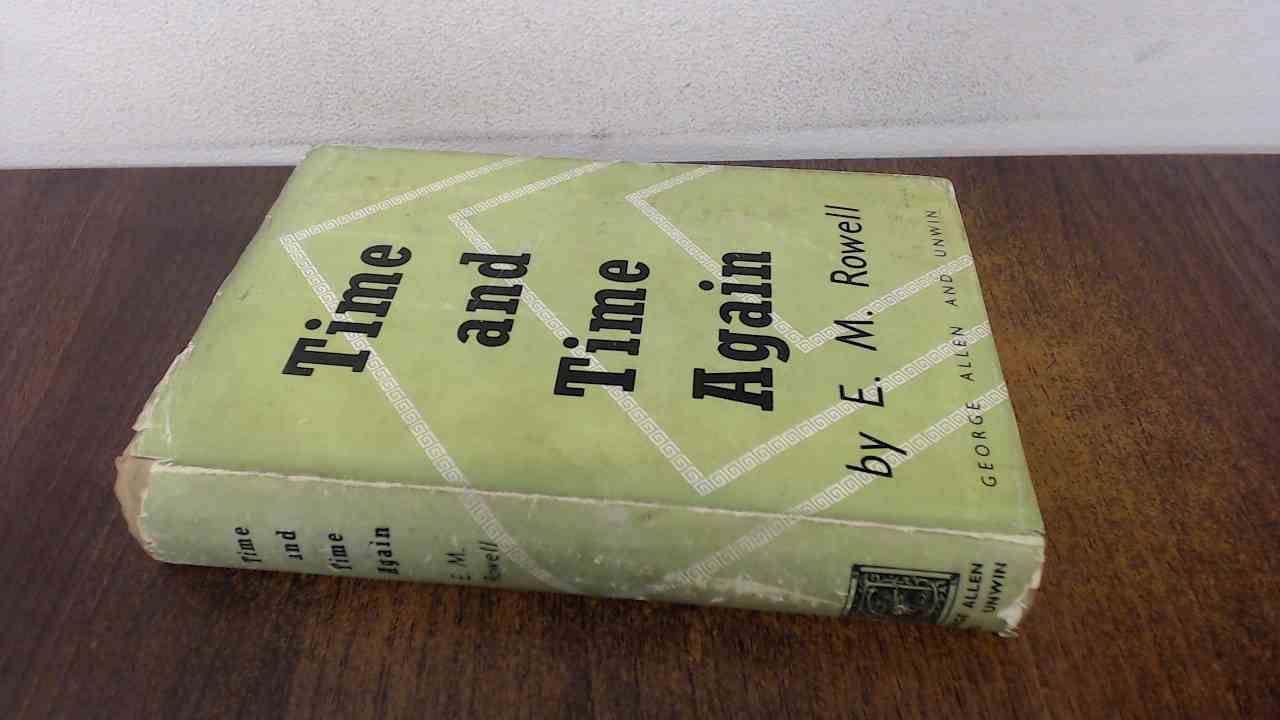 Time
and
Time
Again
by E. M. Rowell
GEORGE ALLEN AND UNWIN
Time
and
Time
Again
E. M.
Rowell
ALLEN
UNWIN